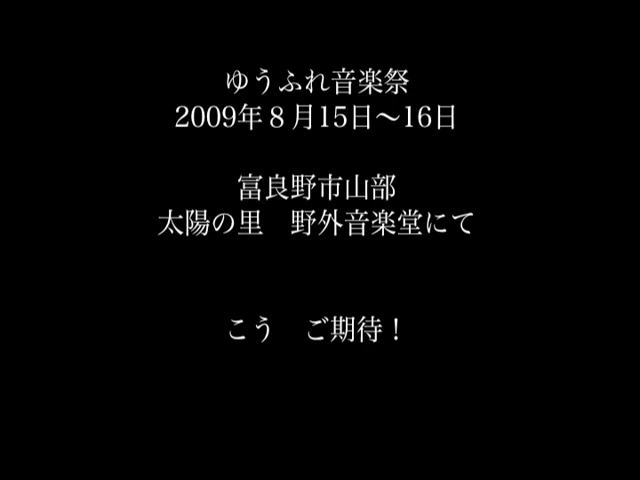 ゆうふれ音楽祭
2009年８月15日～16日
富良野市山部
太陽の里　野外音楽堂にて
こう　ご期待！